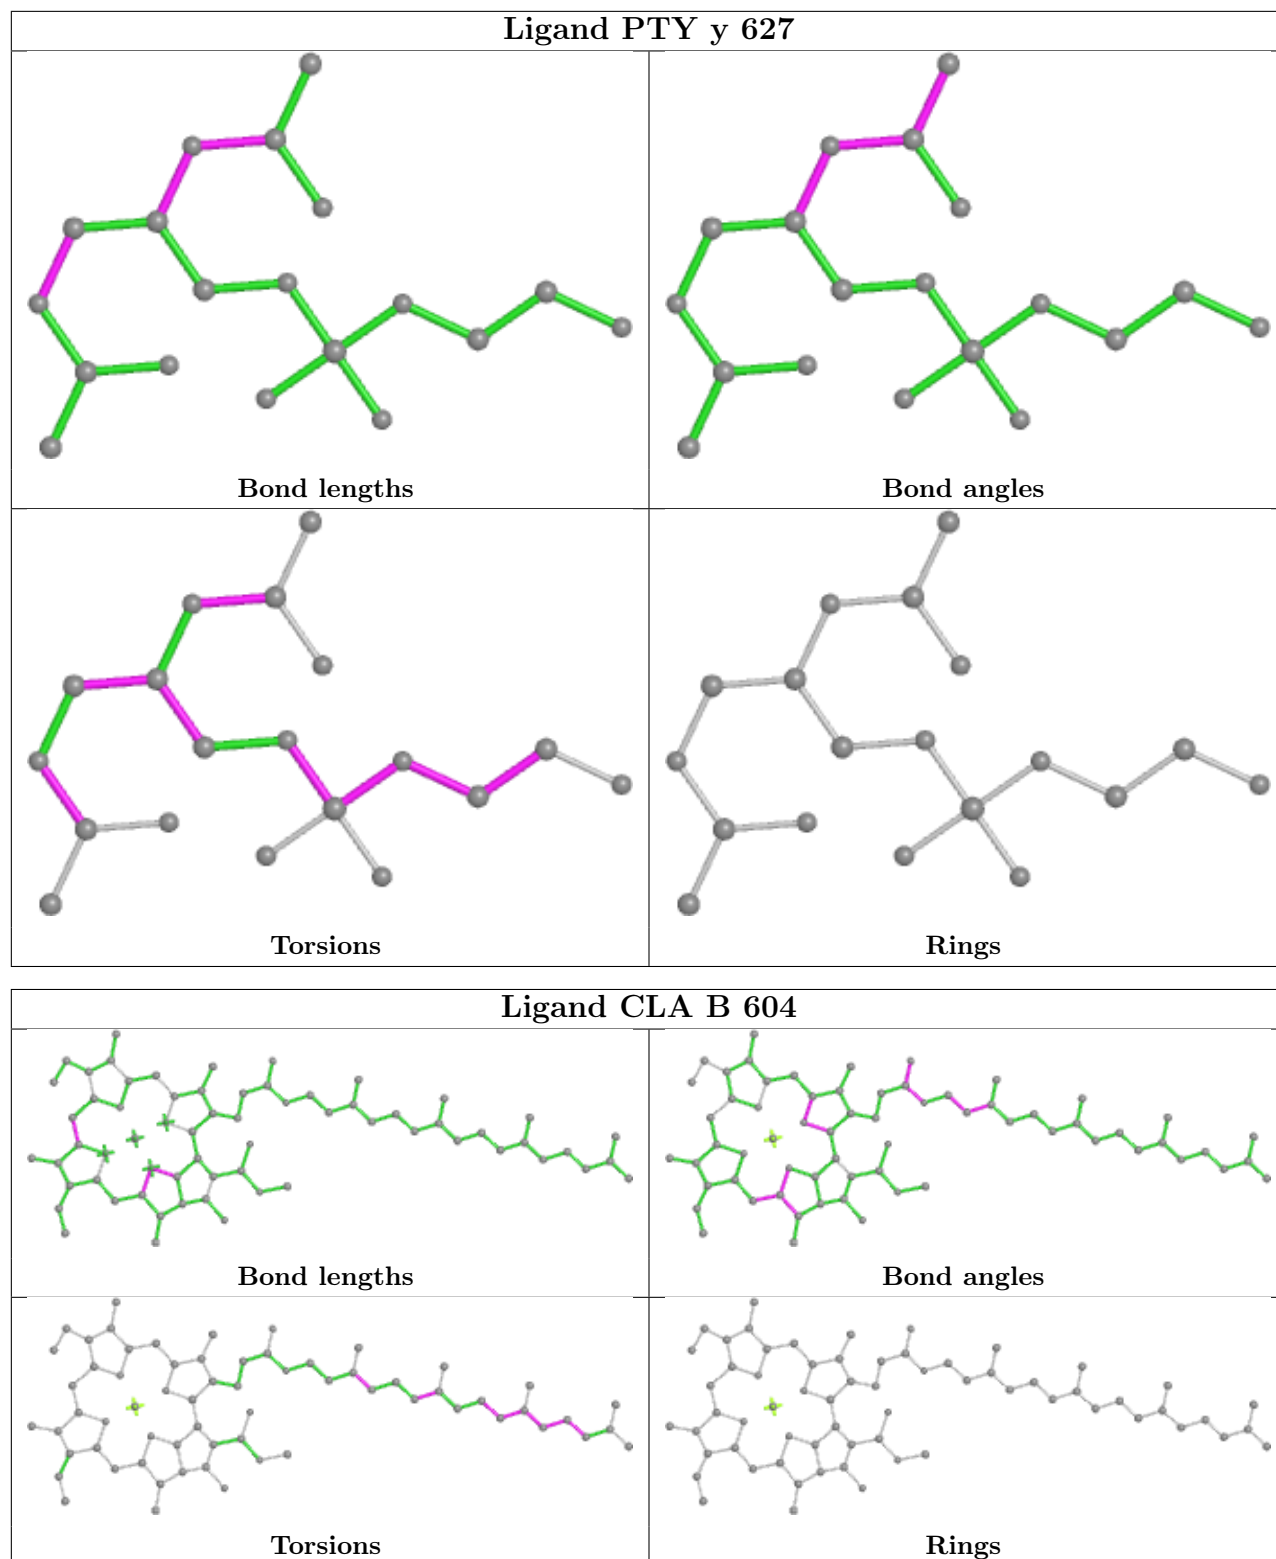 Ligand PTY y 627
Bond lengths
Bond angles
Torsions
Rings
Ligand CLA B 604
Bond lengths
Bond angles
Torsions
Rings